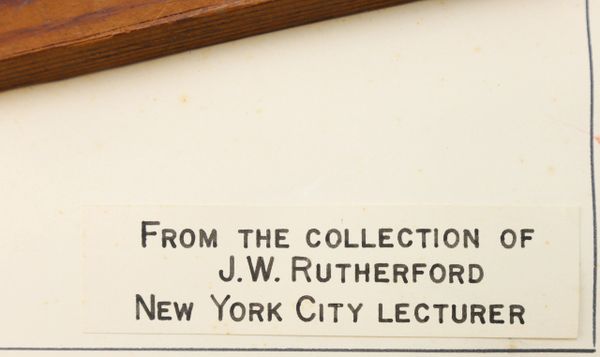 From the collection of
J.W. Rutherford
New York City lecturer